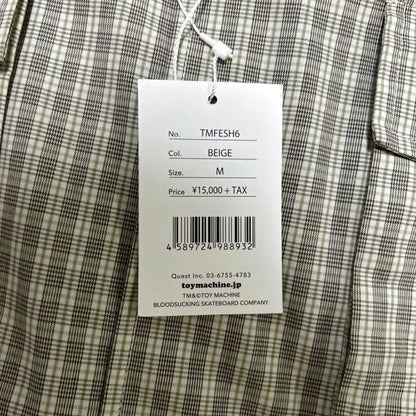 No. TMFESH6
Col. BEIGE
Size. M
Price ¥15,000 + TAX
4 589724 988932
Quest Inc. 03-6755-4783
toymachine.jp
TM&©TOY MACHINE
BLOODSUCKING SKATEBOARD COMPANY